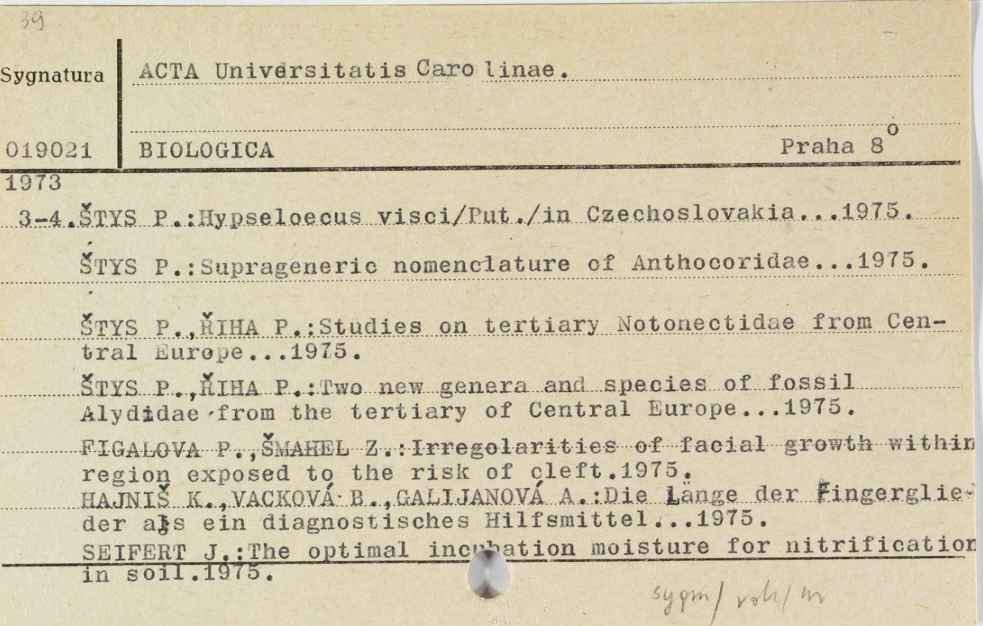 39
Sygnatura
ACTA Universitatis Carolinae.
019021
BIOLOGICA
Praha 8°
1973
3-4. ŠTYS P.:Hypseloecus visci/Put./in Czechoslovakia...1975.
ŠTYS P.:Suprageneric nomenclature of Anthocoridae...1975.
ŠTYS P.,ŘIHA P.:Studies on tertiary Notonectidae from Cen-
tral Europe...1975.
ŠTYS P.,ŘIHA P.:Two new genera and species of fossil
Alydidae from the tertiary of Central Europe...1975.
FIGALOVA P.,ŠMAHEL Z.:Irregolarities of facial growth within
region exposed to the risk of cleft.1975.
HAJNIŠ K.,VACKOVÁ B.,GALIJANOVÁ A.:Die Länge der Fingerglie-
der als ein diagnostisches Hilfsmittel...1975.
SEIFERT J.:The optimal incubation moisture for nitrification
in soil.1975.
sygn/ rok/ nr